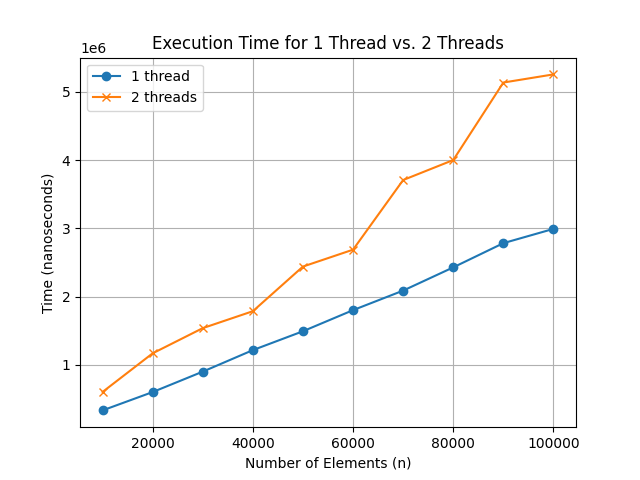 Execution Time for 1 Thread vs. 2 Threads
1e6
1 thread
2 threads
5
4
3
2
1
Time (nanoseconds)
20000 40000 60000 80000 100000
Number of Elements (n)